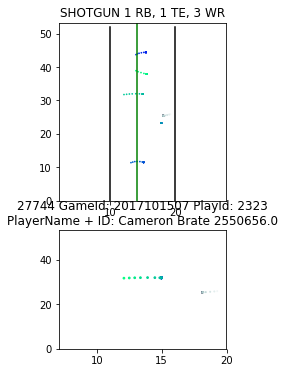 SHOTGUN 1 RB, 1 TE, 3 WR
50
40
30
20
10
0
10 20
27744 GameId: 2017101507 PlayId: 2323
PlayerName + ID: Cameron Brate 2550656.0
40
20
0
10 15 20